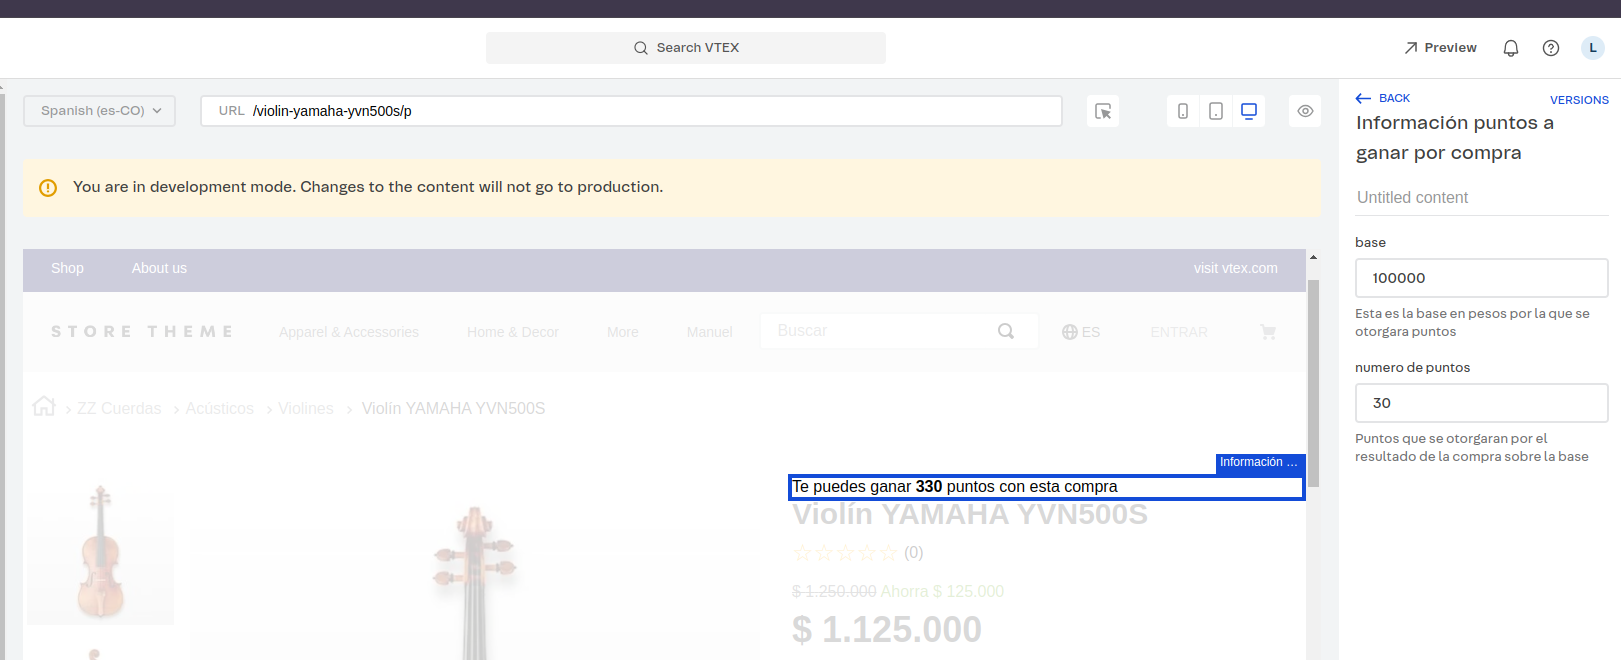 Search VTEX
Preview
L
Spanish (es-CO)
URL /violin-yamaha-yvn500s/p
BACK
VERSIONS
Información puntos a
ganar por compra
You are in development mode. Changes to the content will not go to production.
Untitled content
base
100000
Esta es la base en pesos por la que se
otorgara puntos
numero de puntos
30
Puntos que se otorgaran por el
resultado de la compra sobre la base
Shop
About us
visit vtex.com
STORE THEME
Apparel & Accessories
Home & Decor
More
Manuel
Buscar
ES
ENTRAR
ZZ Cuerdas
Acústicos
Violines
Violín YAMAHA YVN500S
Información ...
Te puedes ganar 330 puntos con esta compra
Violín YAMAHA YVN500S
(0)
$ 1.250.000 Ahorra $ 125.000
$ 1.125.000